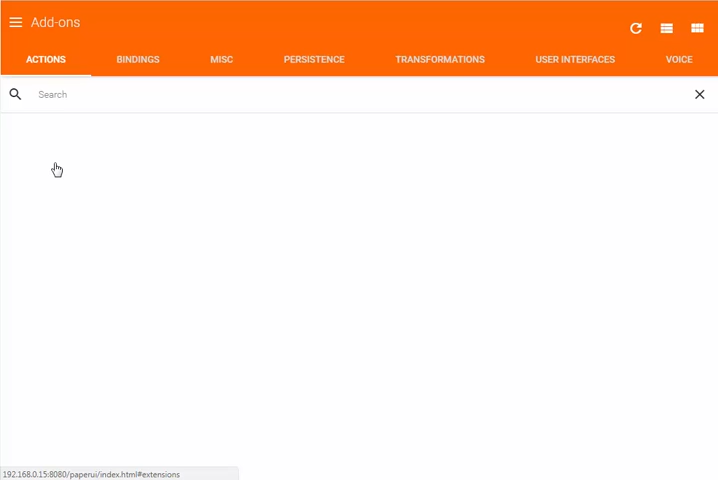 Add-ons
ACTIONS BINDINGS MISC PERSISTENCE TRANSFORMATIONS USER INTERFACES VOICE
Search
192.168.0.15:8080/paperui/index.html#extensions